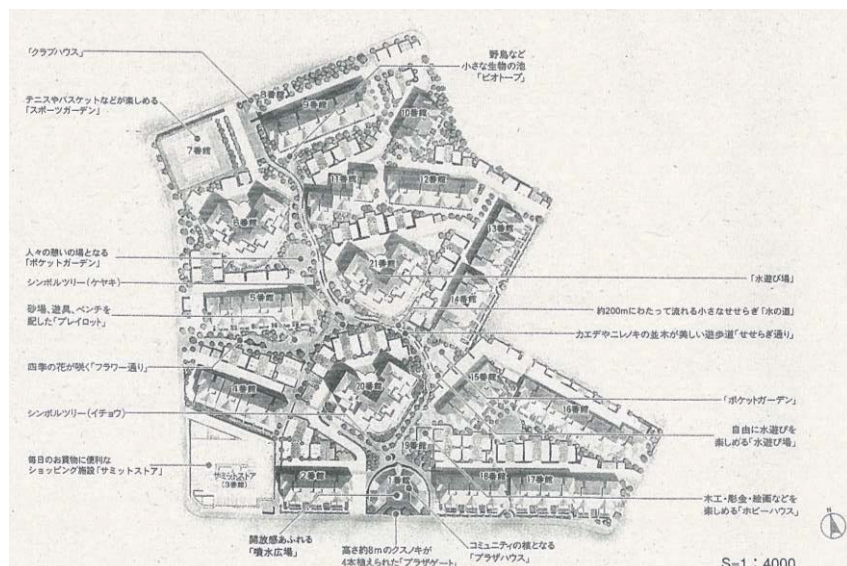 「クラブハウス」
テニスやバスケットなどが楽しめる
「スポーツガーデン」
人々の憩いの場となる
「ポケットガーデン」
シンボルツリー(ケヤキ)
砂場、遊具、ベンチを
配した「プレイロット」
四季の花が咲く「フラワー通り」
シンボルツリー(イチョウ)
毎日のお買物に便利な
ショッピング施設「サミットストア」
野鳥など
小さな生物の池
「ビオトープ」
8番館
9番館
10番館
7番館
11番館
12番館
6番館
13番館
21番館
14番館
5番館
4番館
20番館
15番館
16番館
サミットストア
(3番館)
2番館
19番館
1番館
18番館
17番館
「水遊び場」
約200mにわたって流れる小さなせせらぎ「水の道」
カエデやニレノキの並木が美しい遊歩道「せせらぎ通り」
「ポケットガーデン」
自由に水遊びを
楽しめる「水遊び場」
木工・彫金・絵画などを
楽しめる「ホビーハウス」
開放感あふれる
「噴水広場」
高さ約8mのクスノキが
4本植えられた「プラザゲート」
コミュニティの核となる
「プラザハウス」
N
S=1:4000